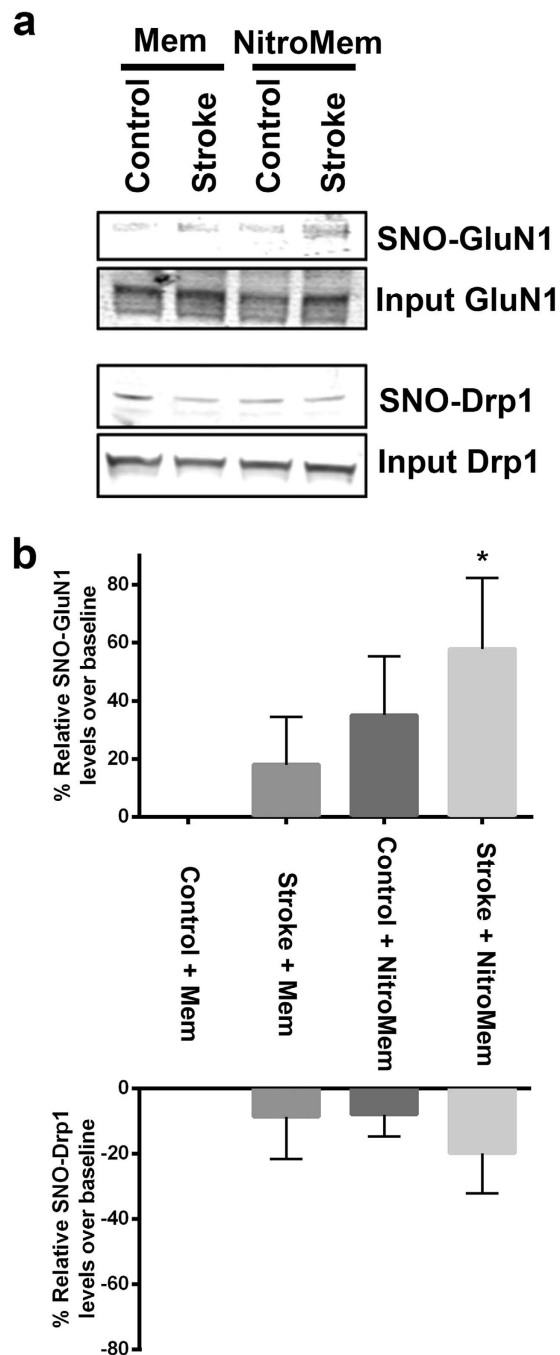 a
Mem NitroMem
Control Stroke Control Stroke
SNO-GluN1
Input GluN1
SNO-Drp1
Input Drp1
b
% Relative SNO-GluN1
levels over baseline
80
60
40
20
0
*
Control + Mem
Stroke + Mem
Control + NitroMem
Stroke + NitroMem
% Relative SNO-Drp1
levels over baseline
0
-20
-40
-60
-80